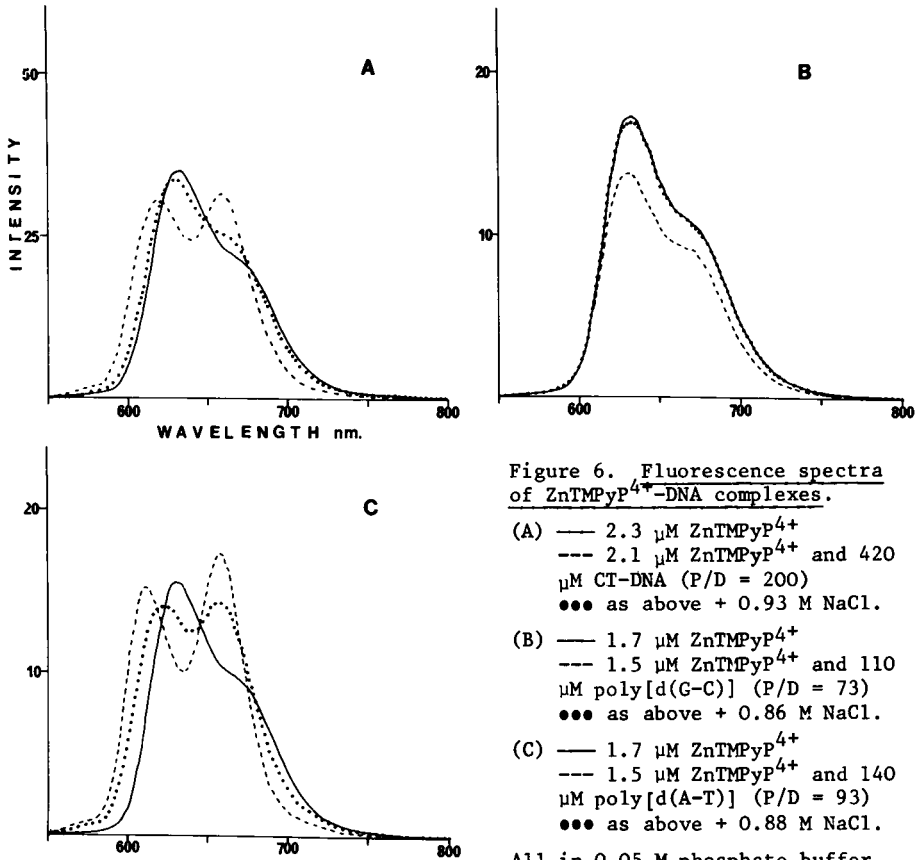 A
50
25
INTENSITY
600
700
800
WAVELENGTH nm.
B
20
10
600
700
800
C
20
10
600
700
800
Figure 6. Fluorescence spectra
of ZnTMPyP4+-DNA complexes.
(A) — 2.3 µM ZnTMPyP4+
--- 2.1 µM ZnTMPyP4+ and 420
µM CT-DNA (P/D = 200)
●●● as above + 0.93 M NaCl.
(B) — 1.7 µM ZnTMPyP4+
--- 1.5 µM ZnTMPyP4+ and 110
µM poly[d(G-C)] (P/D = 73)
●●● as above + 0.86 M NaCl.
(C) — 1.7 µM ZnTMPyP4+
--- 1.5 µM ZnTMPyP4+ and 140
µM poly[d(A-T)] (P/D = 93)
●●● as above + 0.88 M NaCl.
All in 0.05 M phosphate buffer